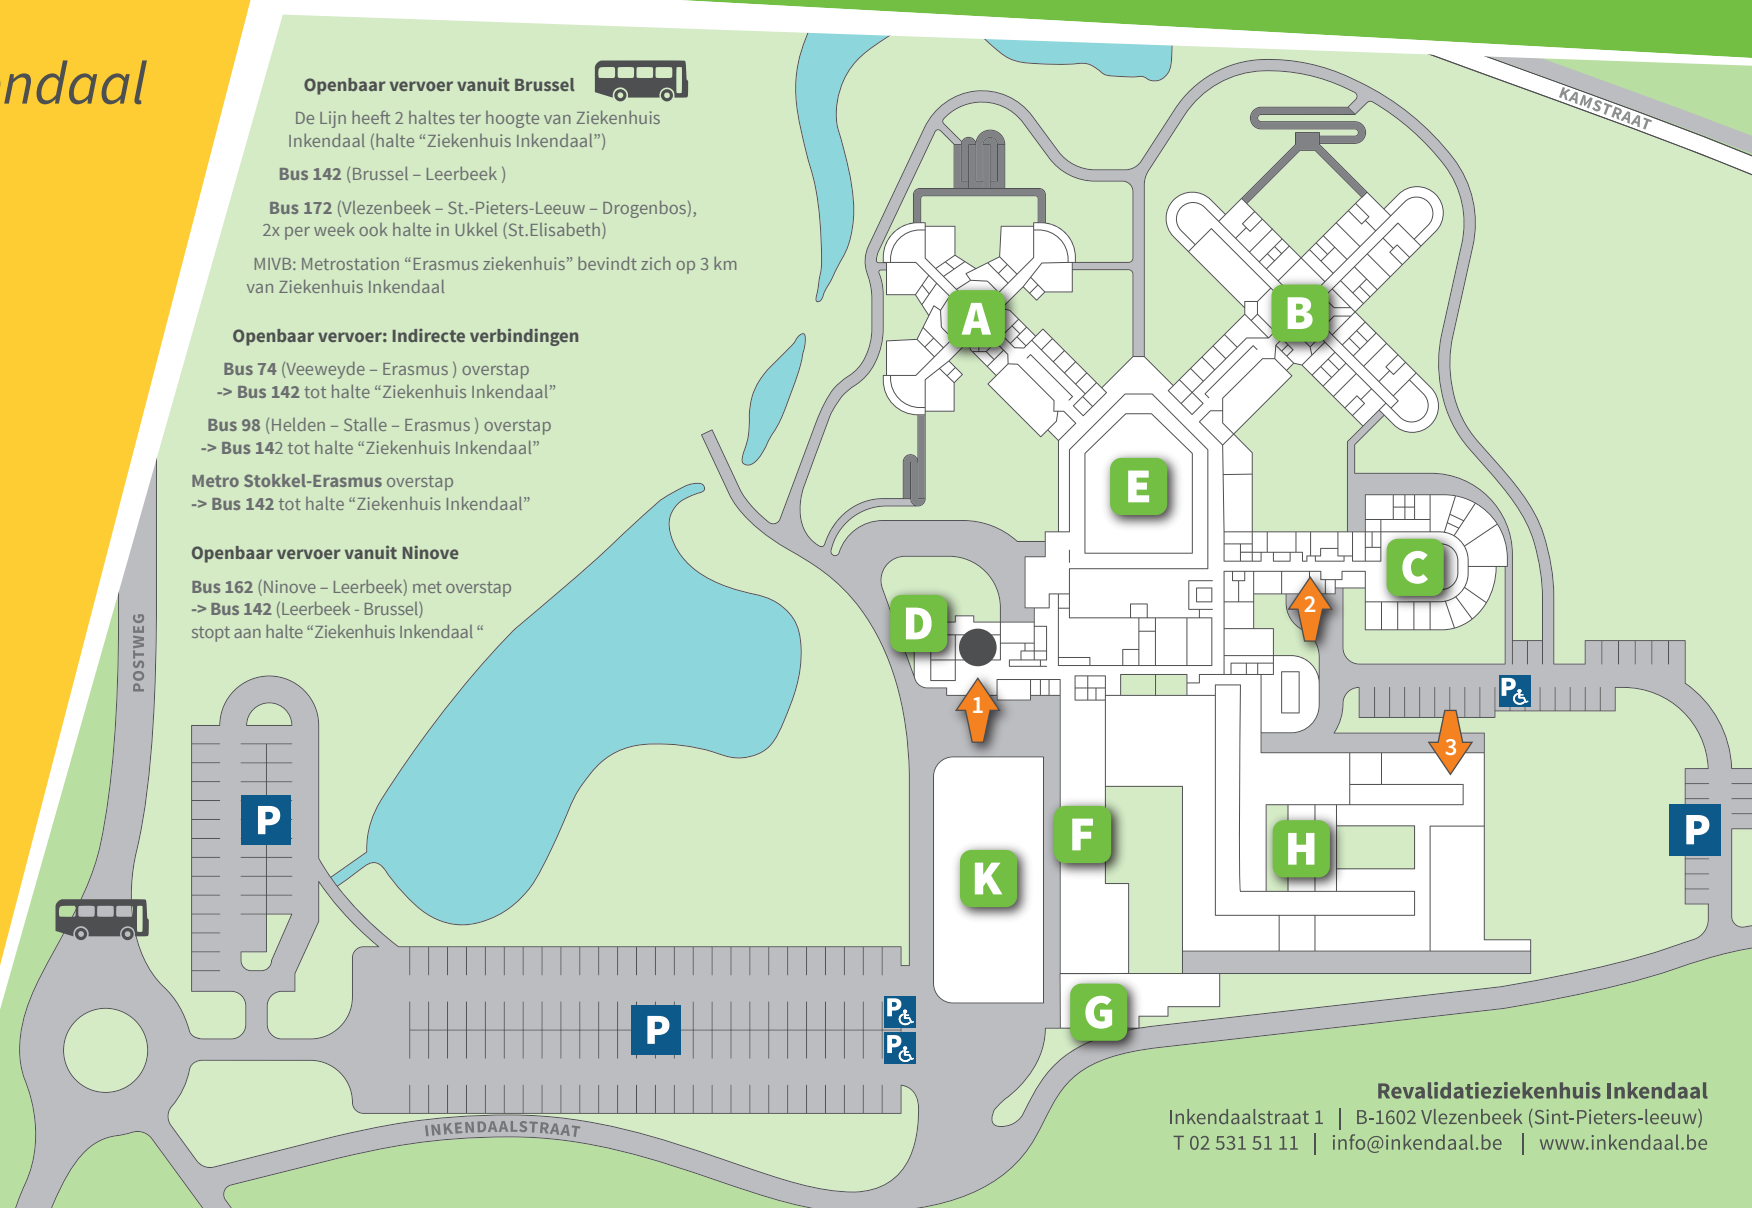 ndaal
Openbaar vervoer vanuit Brussel
De Lijn heeft 2 haltes ter hoogte van Ziekenhuis
Inkendaal (halte “Ziekenhuis Inkendaal”)
Bus 142 (Brussel – Leerbeek )
Bus 172 (Vlezenbeek – St.-Pieters-Leeuw – Drogenbos),
2x per week ook halte in Ukkel (St.Elisabeth)
MIVB: Metrostation “Erasmus ziekenhuis” bevindt zich op 3 km
van Ziekenhuis Inkendaal
Openbaar vervoer: Indirecte verbindingen
Bus 74 (Veeweyde – Erasmus ) overstap
-> Bus 142 tot halte “Ziekenhuis Inkendaal”
Bus 98 (Helden – Stalle – Erasmus ) overstap
-> Bus 142 tot halte “Ziekenhuis Inkendaal”
Metro Stokkel-Erasmus overstap
-> Bus 142 tot halte “Ziekenhuis Inkendaal”
Openbaar vervoer vanuit Ninove
Bus 162 (Ninove – Leerbeek) met overstap
-> Bus 142 (Leerbeek - Brussel)
stopt aan halte “Ziekenhuis Inkendaal “
KAMSTRAAT
A
B
E
C
2
D
1
POSTWEG
P
3
P
P
F
H
K
G
P
P
P
INKENDAALSTRAAT
Revalidatieziekenhuis Inkendaal
Inkendaalstraat 1 | B-1602 Vlezenbeek (Sint-Pieters-leeuw)
T 02 531 51 11 | info@inkendaal.be | www.inkendaal.be